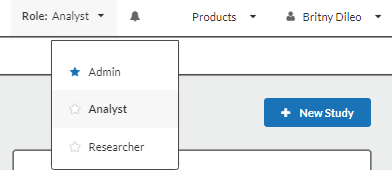 Role: Analyst Products Britny Dileo
Admin
Analyst
New Study
Researcher